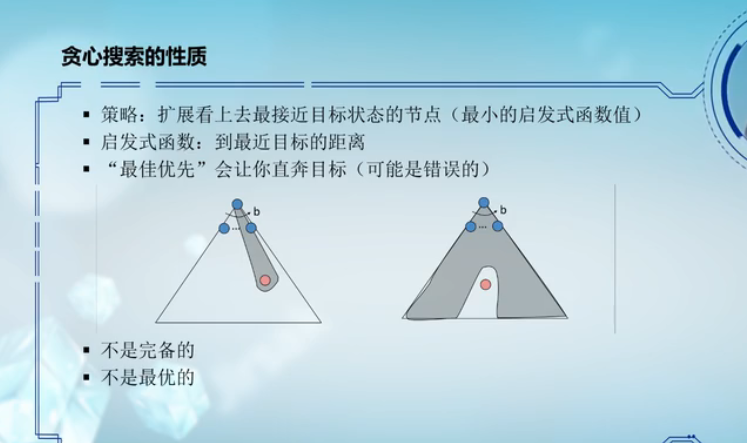 贪心搜索的性质
▪ 策略：扩展看上去最接近目标状态的节点（最小的启发式函数值）
▪ 启发式函数：到最近目标的距离
▪ “最佳优先”会让你直奔目标（可能是错误的）
b
...
b
...
▪ 不是完备的
▪ 不是最优的